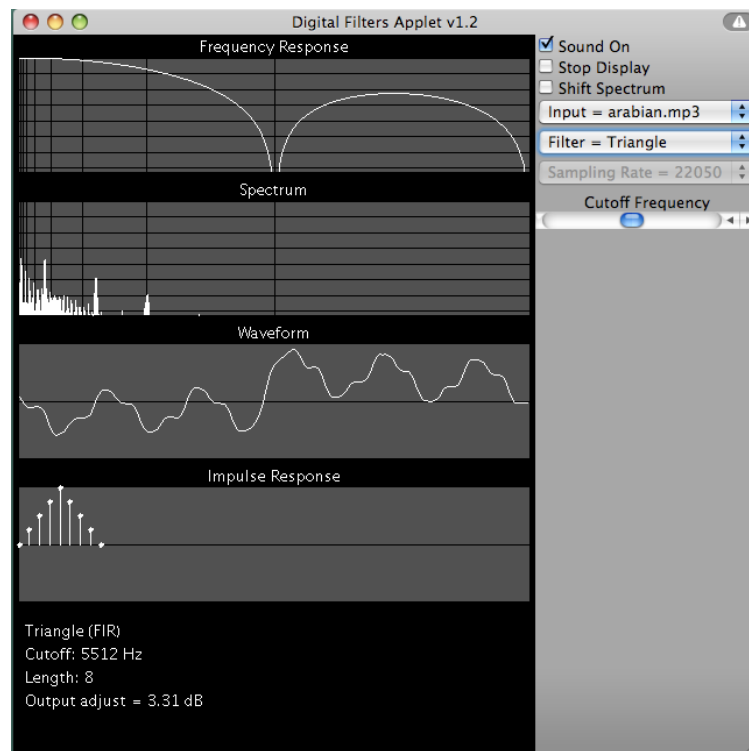 Digital Filters Applet v1.2
Frequency Response
Spectrum
Waveform
Impulse Response
Triangle (FIR)
Cutoff: 5512 Hz
Length: 8
Output adjust = 3.31 dB
Sound On
Stop Display
Shift Spectrum
Input = arabian.mp3
Filter = Triangle
Sampling Rate = 22050
Cutoff Frequency